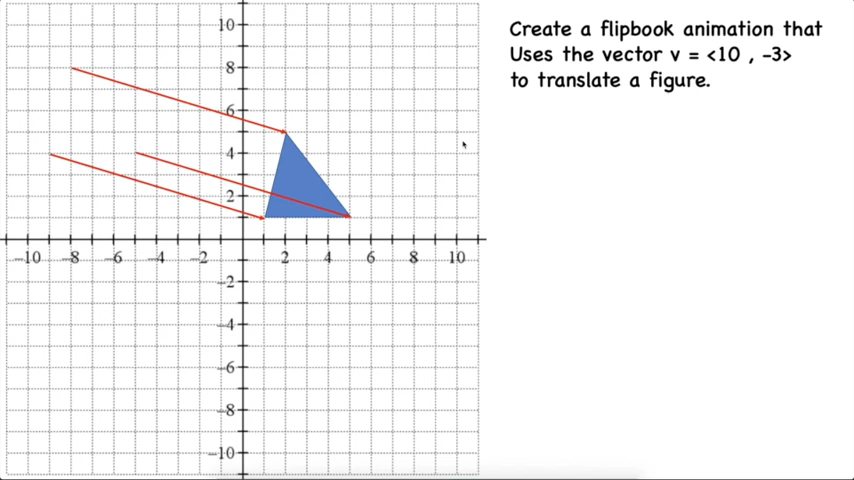 Create a flipbook animation that
Uses the vector v = <10 , -3>
to translate a figure.
10
8
6
4
2
-10 -8 -6 -4 -2 2 4 6 8 10
-2
-4
-6
-8
-10